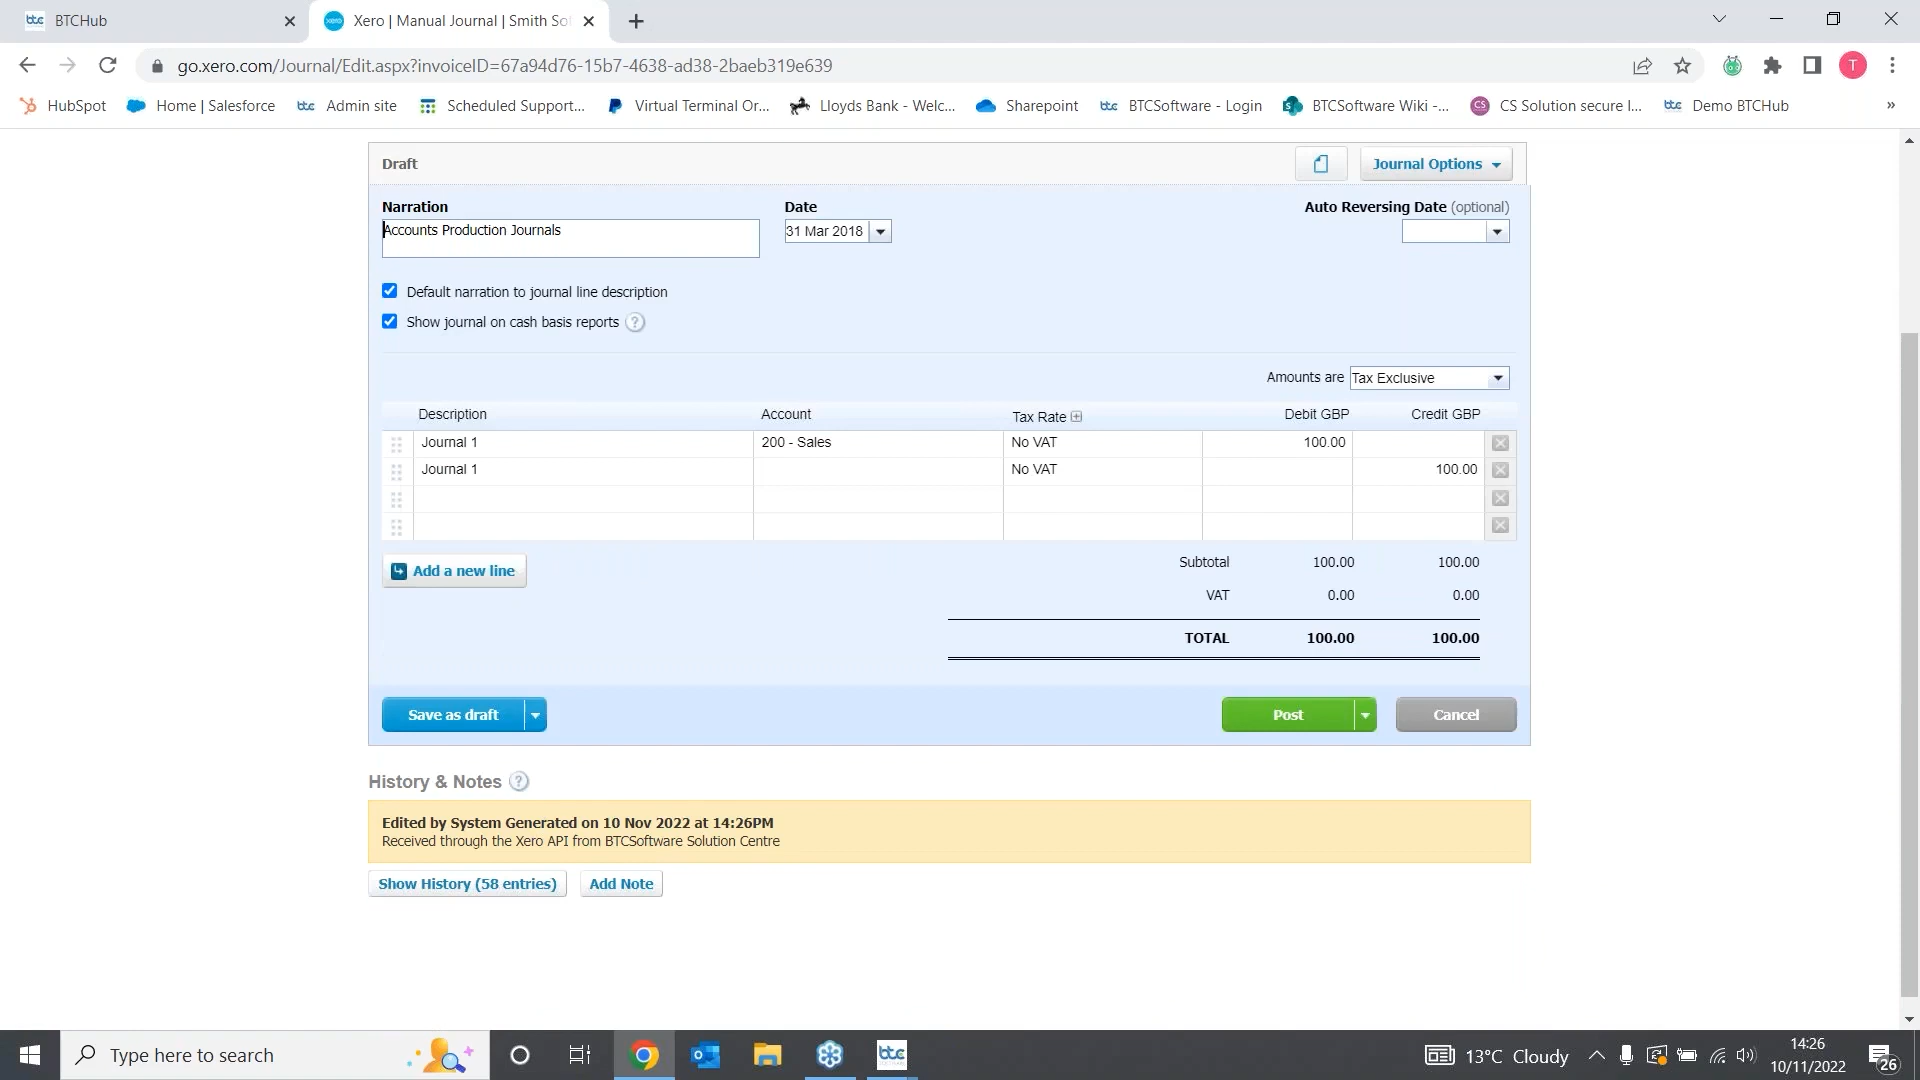 BTCHub
Xero | Manual Journal | Smith So
go.xero.com/Journal/Edit.aspx?invoiceID=67a94d76-15b7-4638-ad38-2baeb319e639
T
HubSpot
Home | Salesforce
btc Admin site
Scheduled Support...
Virtual Terminal Or...
Lloyds Bank - Welc...
Sharepoint
btc BTCSoftware - Login
BTCSoftware Wiki -...
CS CS Solution secure l...
btc Demo BTCHub
»
Draft
Journal Options
Narration
Date
Auto Reversing Date (optional)
Accounts Production Journals
31 Mar 2018
Default narration to journal line description
Show journal on cash basis reports ?
Amounts are Tax Exclusive
Description Account Tax Rate Debit GBP Credit GBP
Journal 1 200 - Sales No VAT 100.00
Journal 1 No VAT 100.00
Add a new line
Subtotal 100.00 100.00
VAT 0.00 0.00
TOTAL 100.00 100.00
Save as draft
Post
Cancel
History & Notes ?
Edited by System Generated on 10 Nov 2022 at 14:26PM
Received through the Xero API from BTCSoftware Solution Centre
Show History (58 entries)
Add Note
Type here to search
btc
13°C Cloudy
14:26
10/11/2022
26